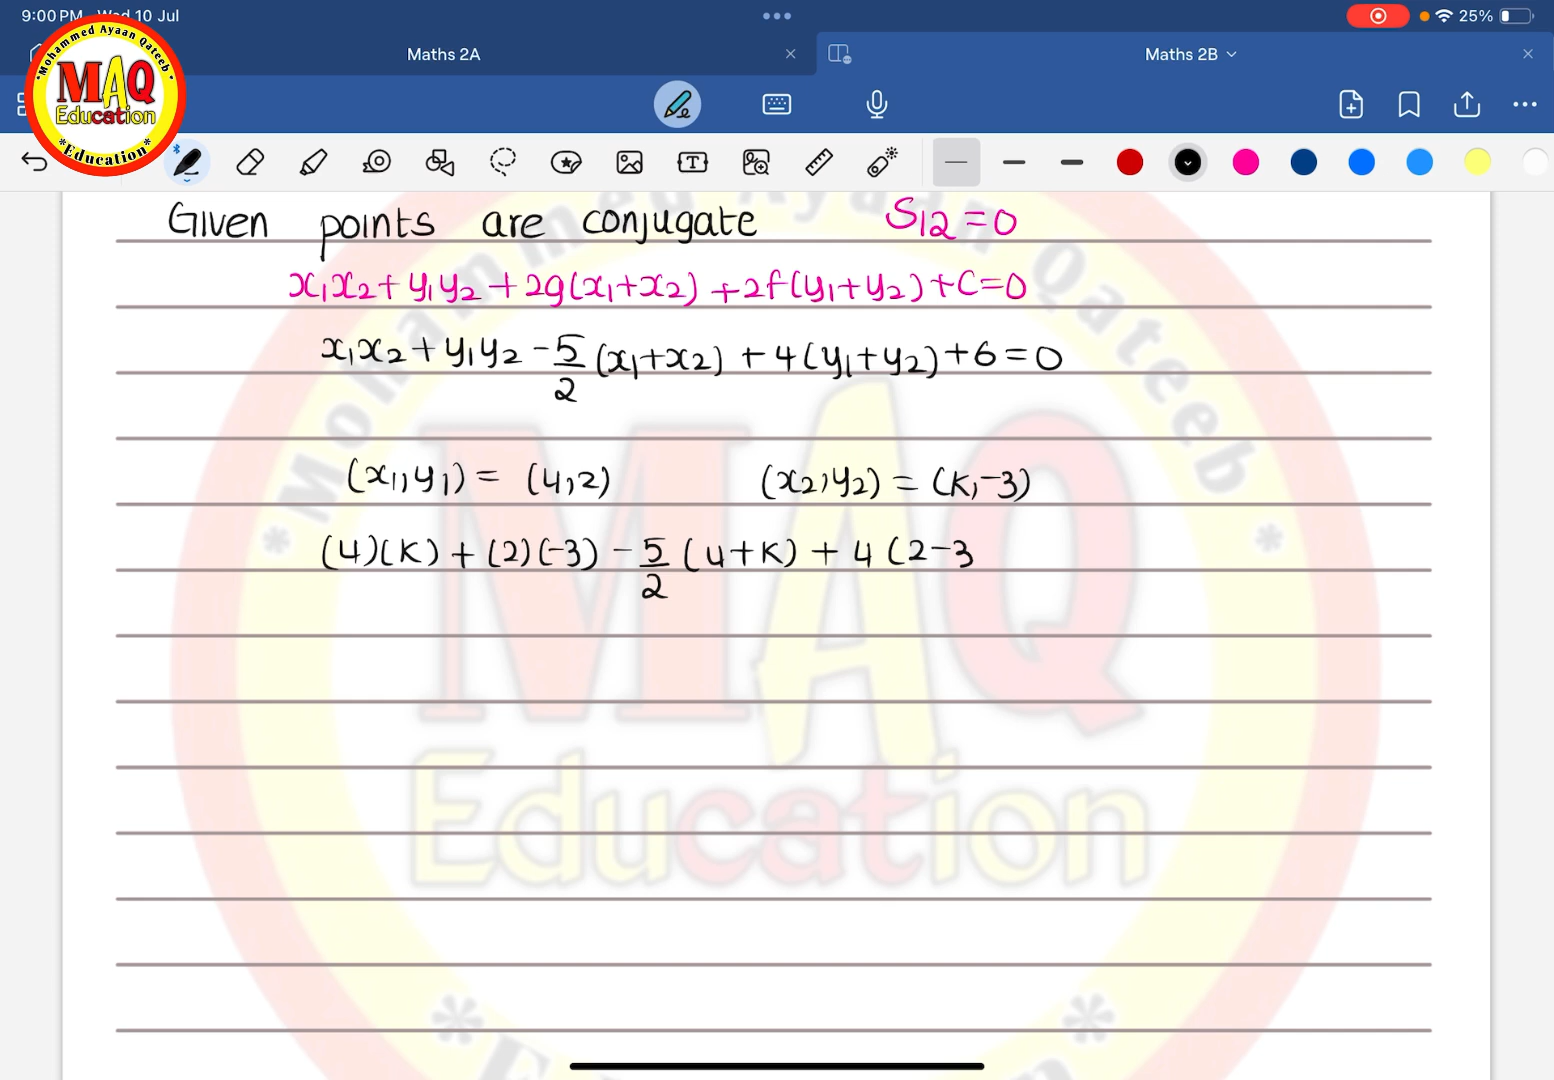 9:00 PM Wed 10 Jul
25%
Maths 2A
Maths 2B
*Mohammed Ayaan Qateeb*
MAQ
Education
*Education*
Given points are conjugate S₁₂=0
x₁x₂+y₁y₂+2g(x₁+x₂)+2f(y₁+y₂)+C=0
x₁x₂+y₁y₂-5/2(x₁+x₂)+4(y₁+y₂)+6=0
(x₁,y₁)=(4,2) (x₂,y₂)=(K,-3)
(4)(K)+(2)(-3)-5/2(4+K)+4(2-3
*Mohammed Ayaan Qateeb*
MAQ
Education